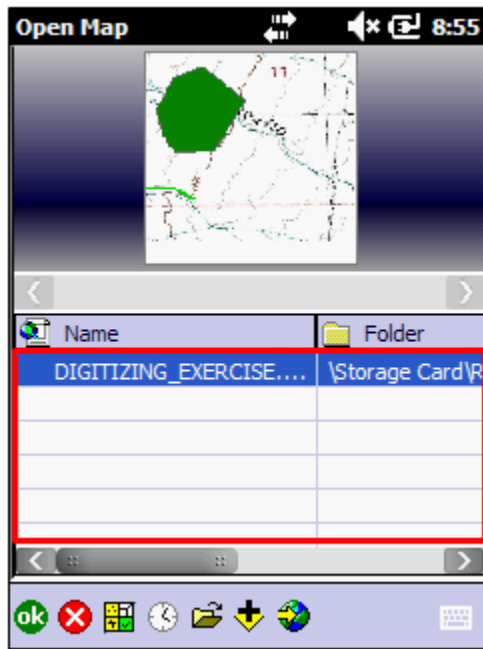 Open Map 8:55
11
Name Folder
DIGITIZING_EXERCISE.... \Storage Card\R
ok